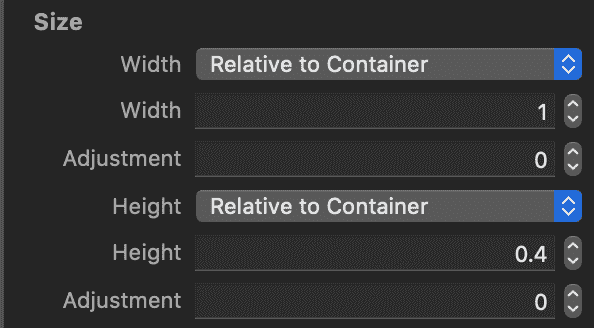 Size
Width Relative to Container
Width 1
Adjustment 0
Height Relative to Container
Height 0.4
Adjustment 0